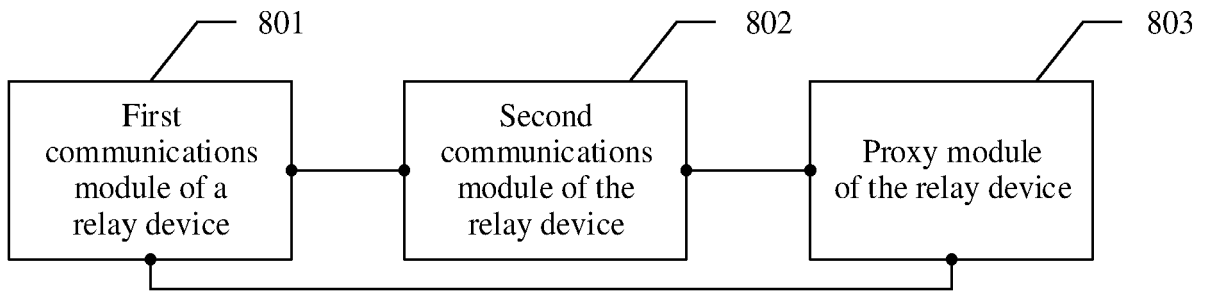 801
802
803
First
communications
module of a
relay device
Second
communications
module of the
relay device
Proxy module
of the relay device